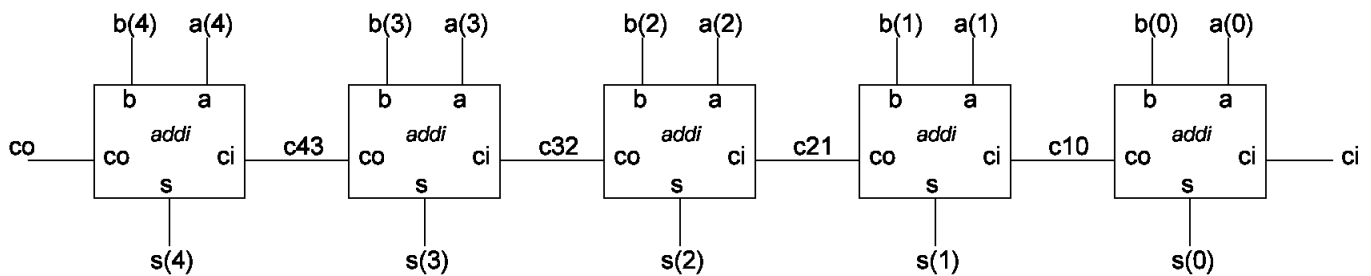 b(4) a(4) b(3) a(3) b(2) a(2) b(1) a(1) b(0) a(0)
b a b a b a b a b a
addi addi addi addi addi
co co ci c43 co ci c32 co ci c21 co ci c10 co ci ci
s s s s s
s(4) s(3) s(2) s(1) s(0)